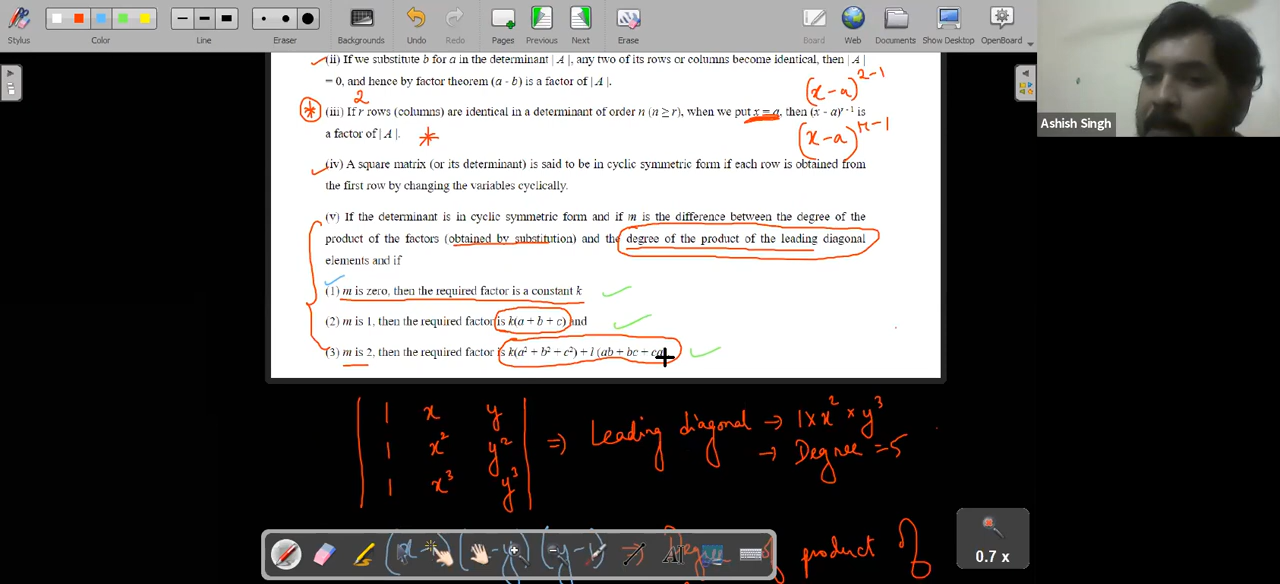 Stylus
Color
Line
Eraser
Backgrounds
Undo
Redo
Pages
Previous
Next
Erase
Board
Web
Documents
Show Desktop
OpenBoard
Ashish Singh
(ii) If we substitute b for a in the determinant | A |, any two of its rows or columns become identical, then | A |
= 0, and hence by factor theorem (a - b) is a factor of | A |.
(x - a)²⁻¹
2
* (iii) If r rows (columns) are identical in a determinant of order n (n ≥ r), when we put x = a, then (x - a)ʳ⁻¹ is
a factor of | A |. *
(x - a)ʳ⁻¹
(iv) A square matrix (or its determinant) is said to be in cyclic symmetric form if each row is obtained from
the first row by changing the variables cyclically.
(v) If the determinant is in cyclic symmetric form and if m is the difference between the degree of the
product of the factors (obtained by substitution) and the degree of the product of the leading diagonal
elements and if
(1) m is zero, then the required factor is a constant k
(2) m is 1, then the required factor is k(a + b + c) and
(3) m is 2, then the required factor is k(a² + b² + c²) + l (ab + bc +
1 x y
1 x² y² => Leading diagonal → 1 × x² × y³
→ Degree = 5
1 x³ y³
product of
0.7 x